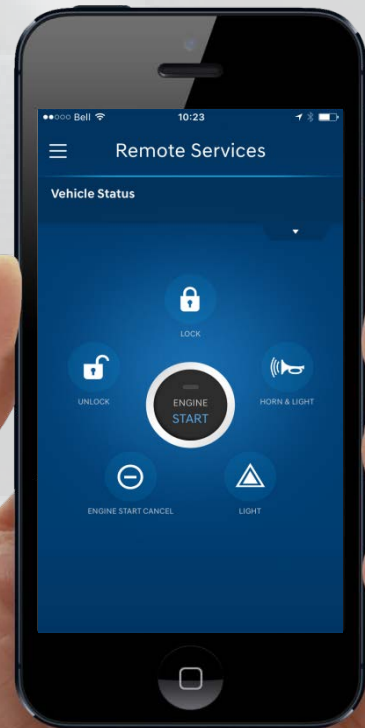 Bell 10:23
Remote Services
Vehicle Status
LOCK
UNLOCK
ENGINE
START
HORN & LIGHT
ENGINE START CANCEL
LIGHT